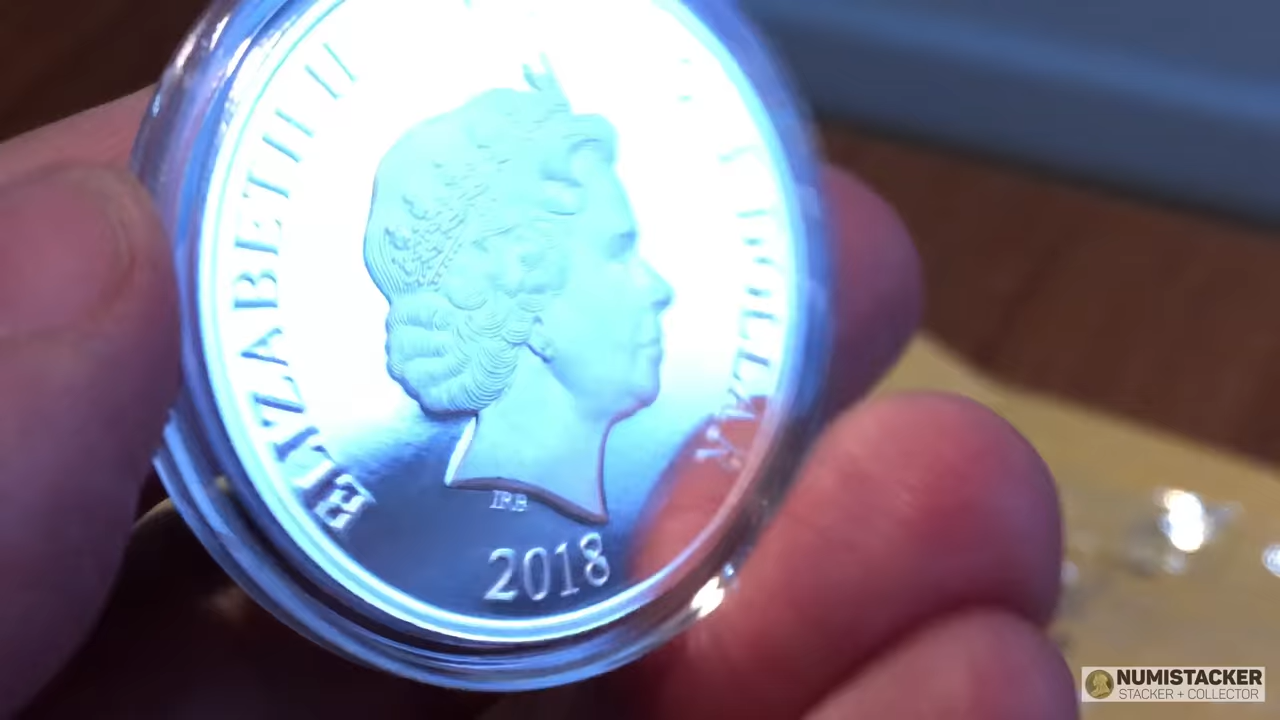 ELIZABETH II
IRB
2018
NUMISTACKER
STACKER + COLLECTOR